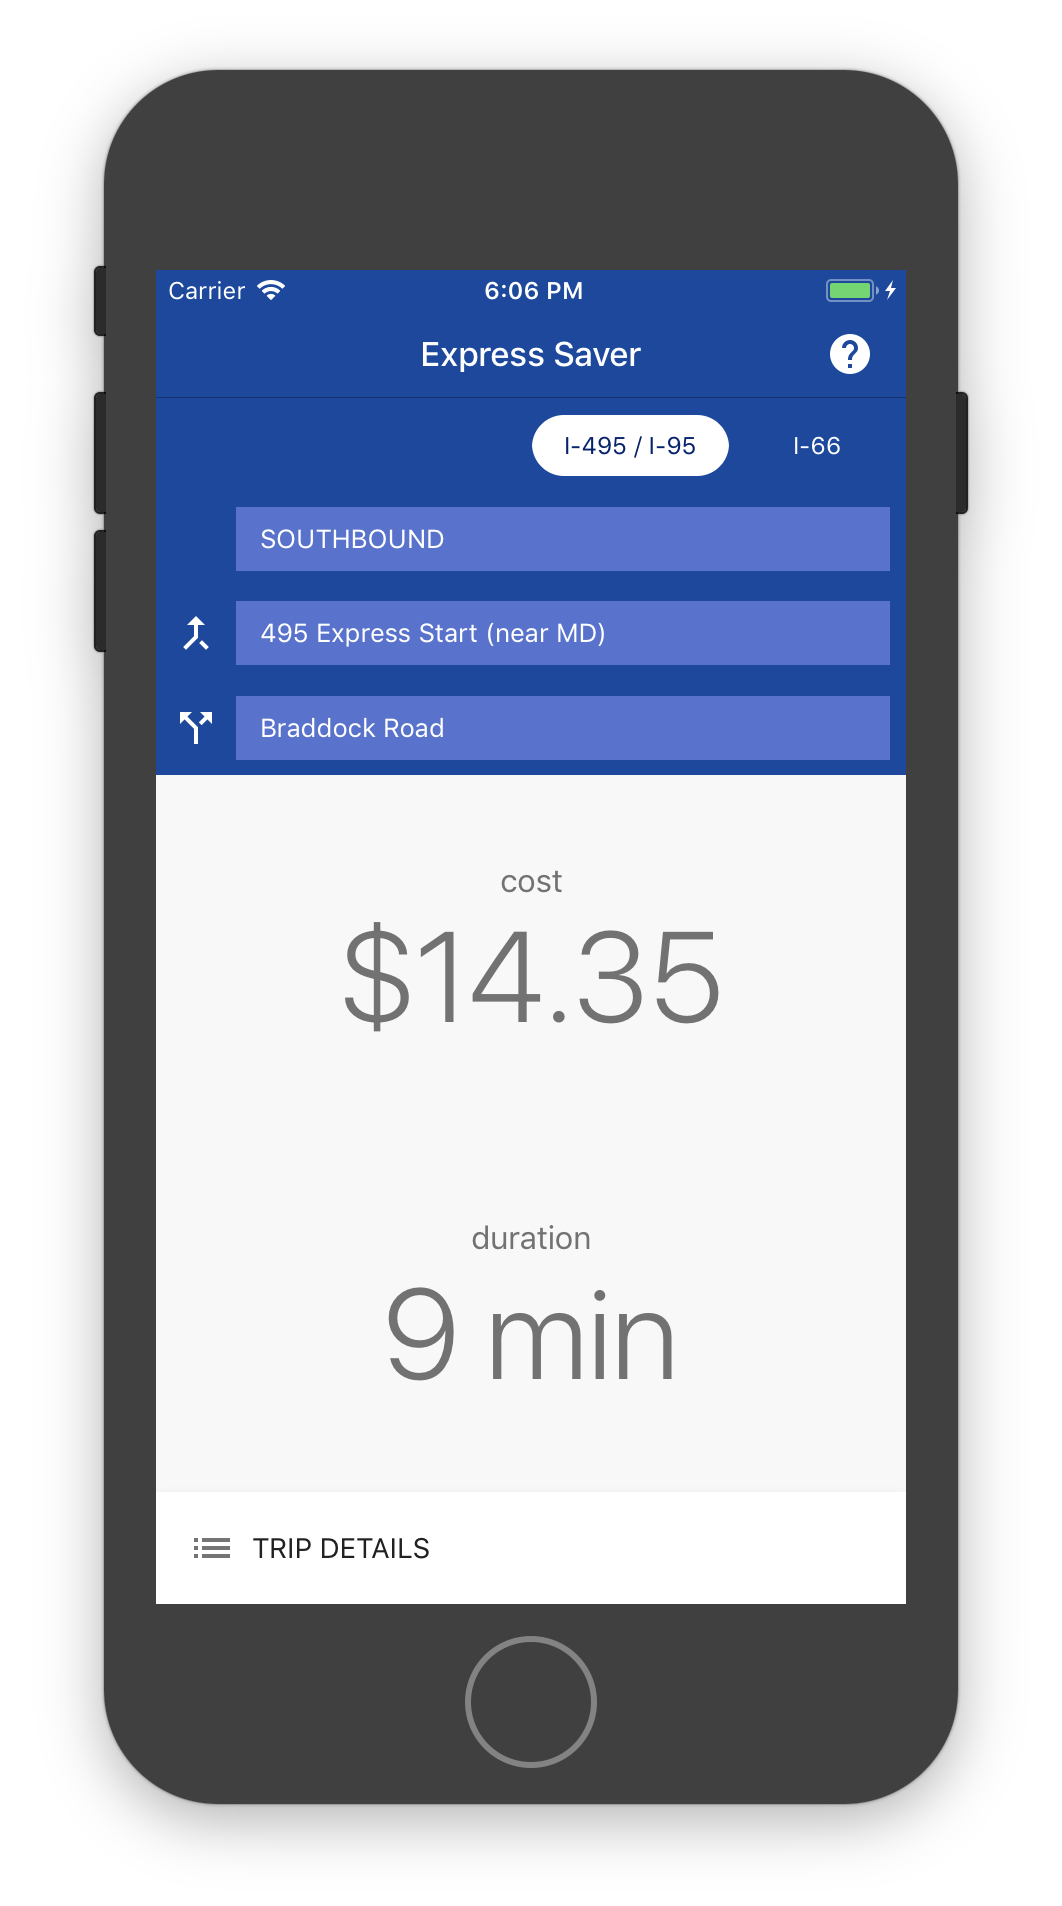 Carrier 6:06 PM
Express Saver ?
I-495 / I-95 I-66
SOUTHBOUND
495 Express Start (near MD)
Braddock Road
cost
$14.35
duration
9 min
TRIP DETAILS